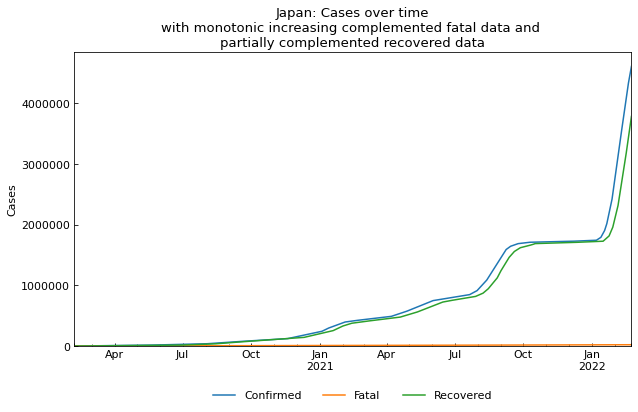 Japan: Cases over time
with monotonic increasing complemented fatal data and
partially complemented recovered data
4000000
3000000
2000000
1000000
0
Cases
Apr Jul Oct Jan Apr Jul Oct Jan
2021 2022
Confirmed Fatal Recovered